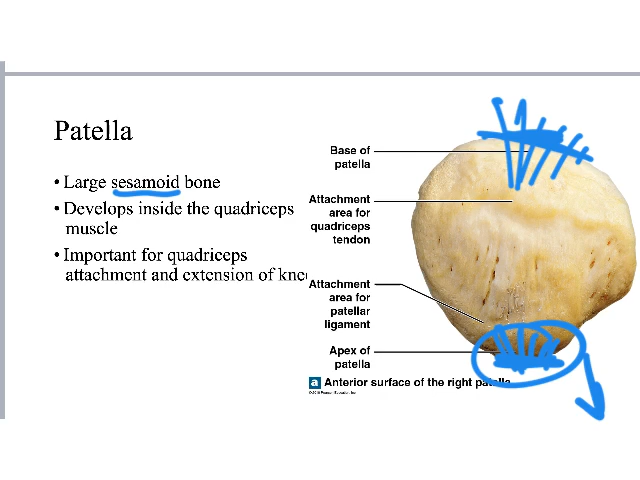 Patella
• Large sesamoid bone
• Develops inside the quadriceps
muscle
• Important for quadriceps
attachment and extension of kne
Base of
patella
Attachment
area for
quadriceps
tendon
Attachment
area for
patellar
ligament
Apex of
patella
a Anterior surface of the right patella